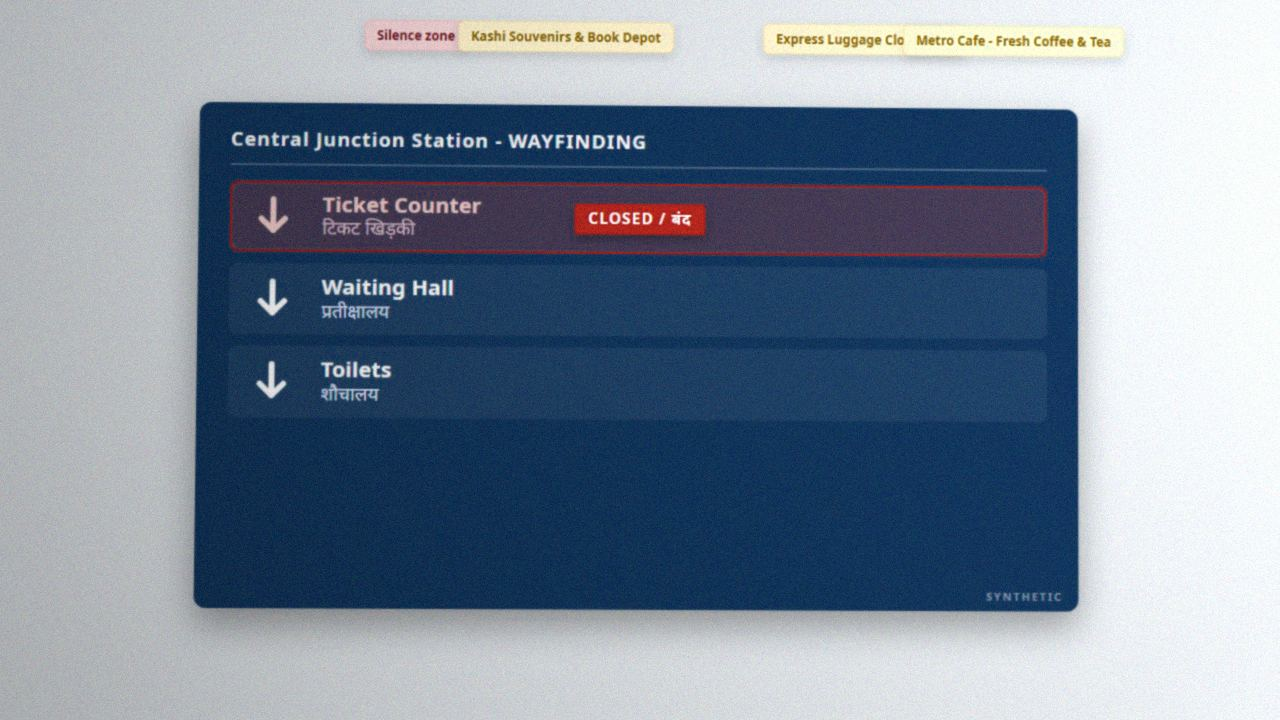 Silence zone
Kashi Souvenirs & Book Depot
Express Luggage
Metro Cafe - Fresh Coffee & Tea
Central Junction Station - WAYFINDING
Ticket Counter
टिकट खिड़की
CLOSED / बंद
Waiting Hall
प्रतीक्षालय
Toilets
शौचालय
SYNTHETIC